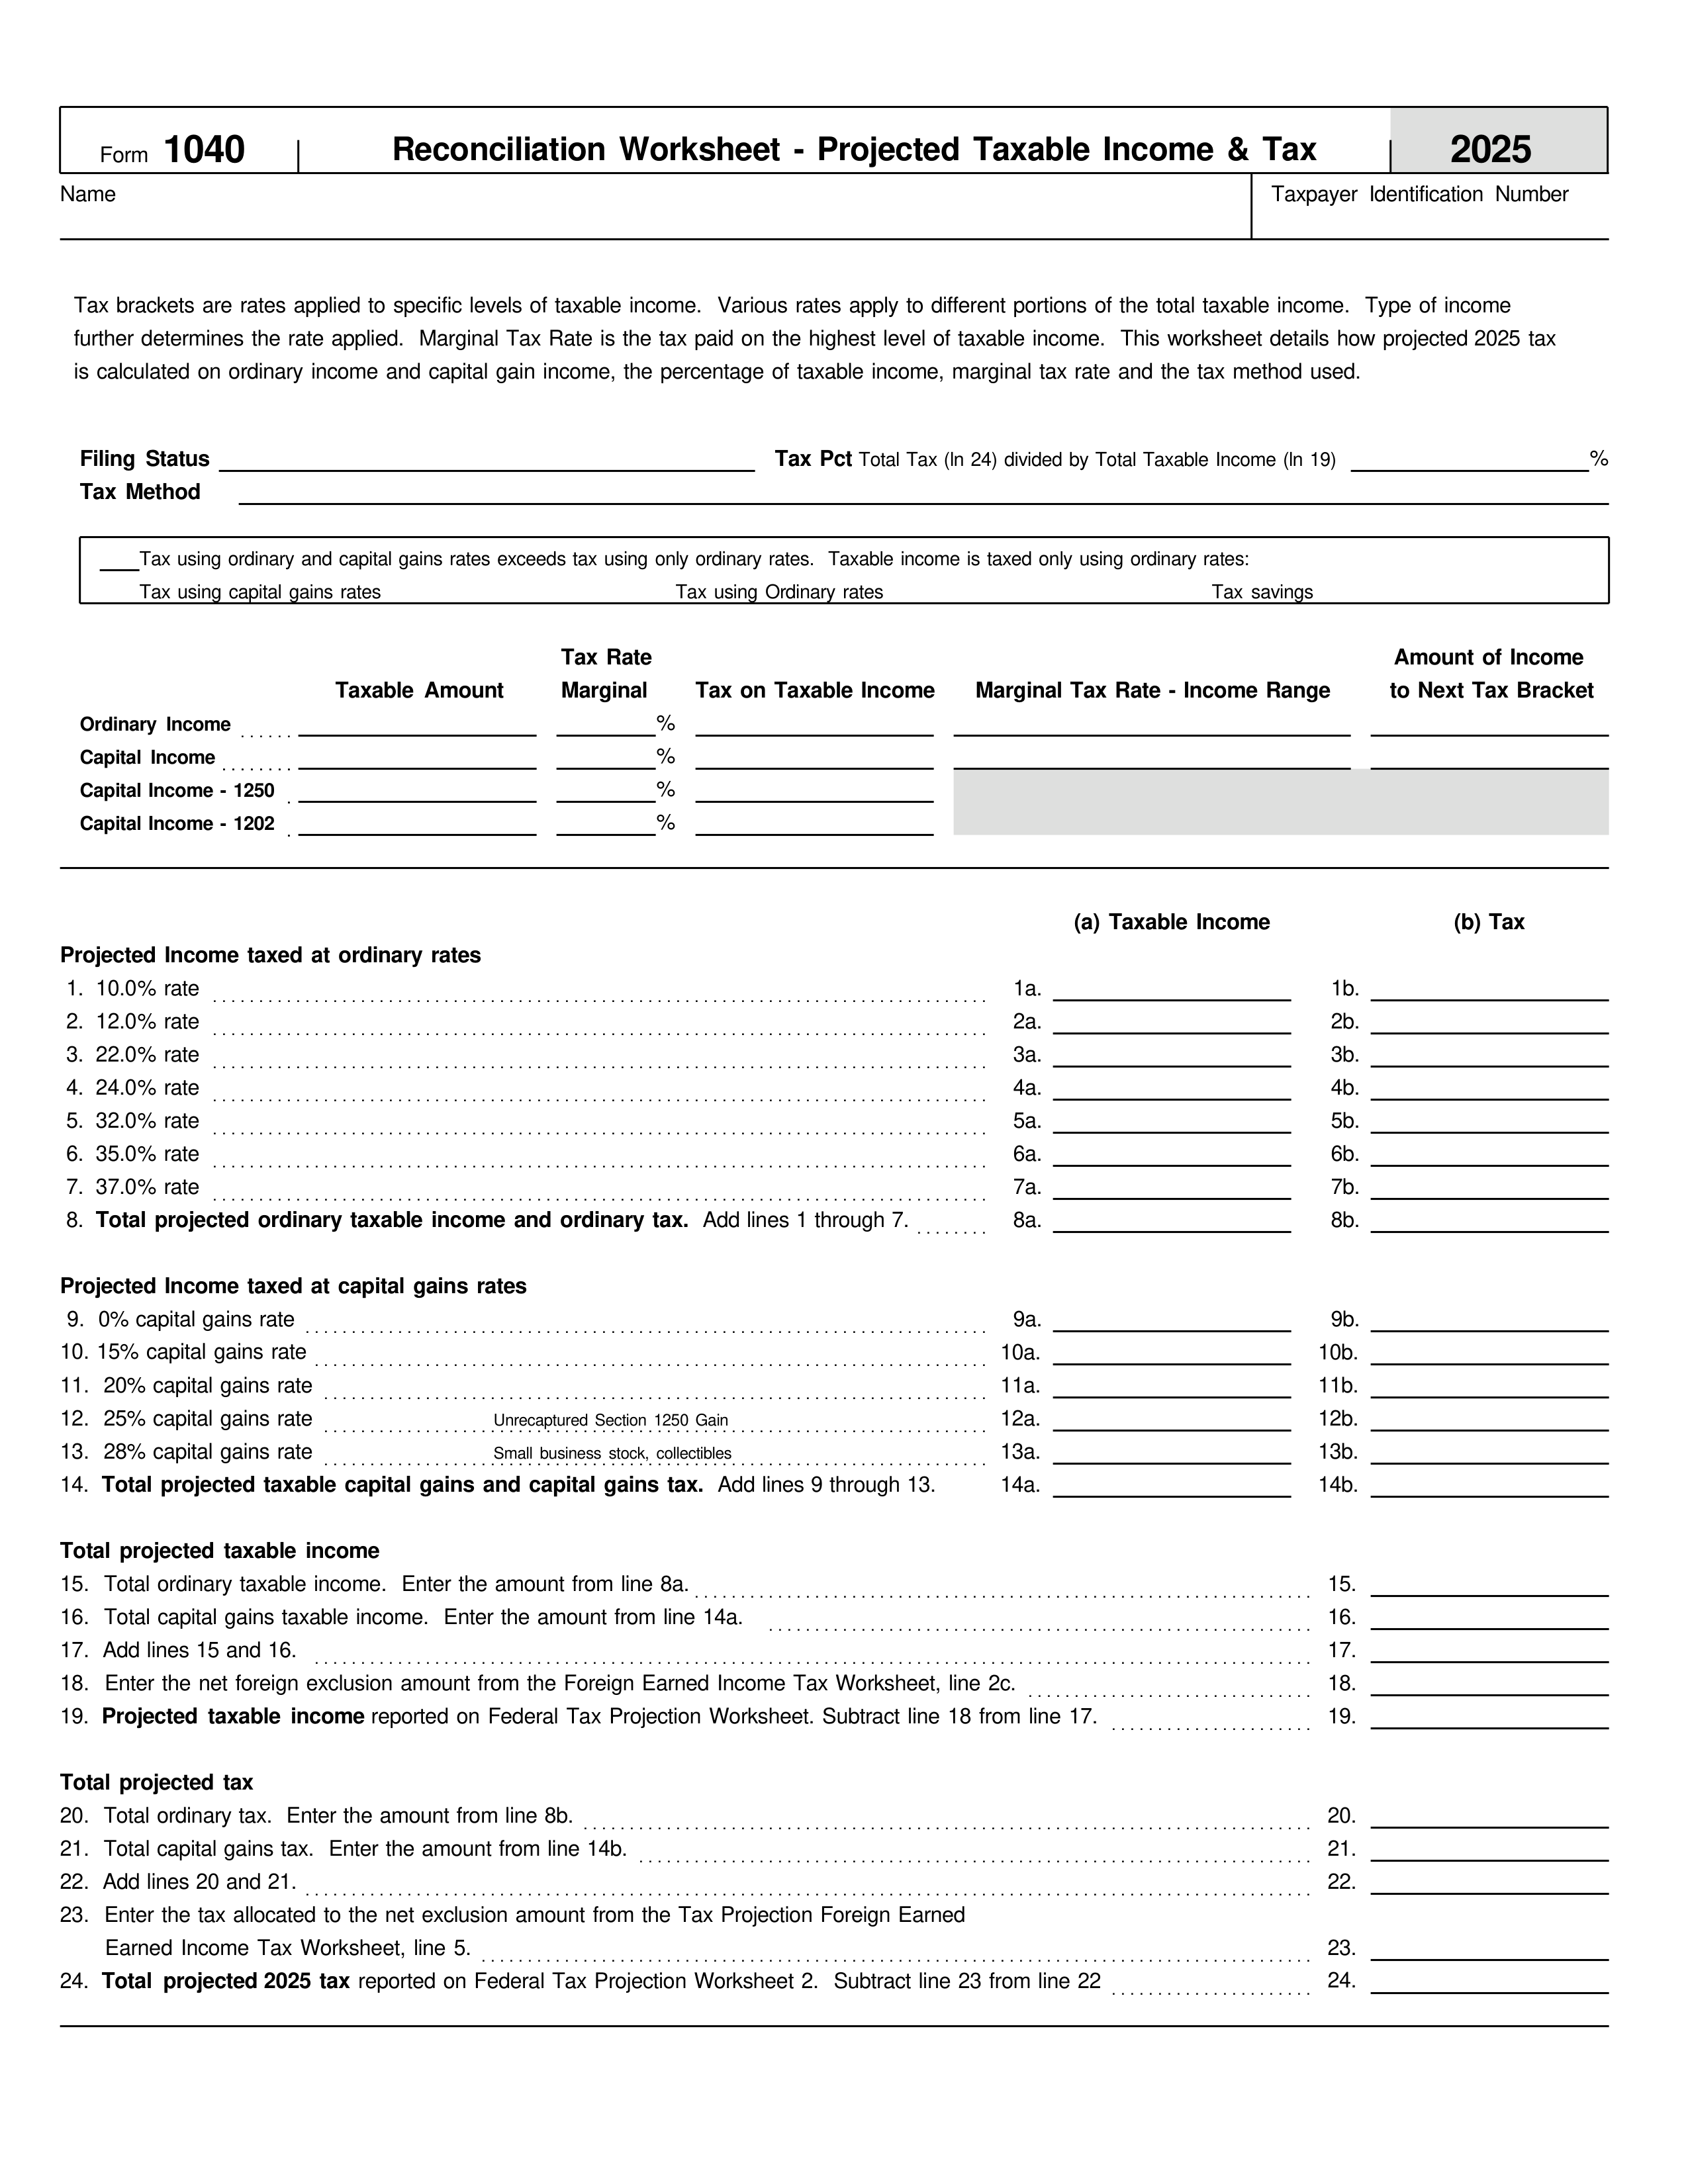 Form 1040 Reconciliation Worksheet - Projected Taxable Income & Tax 2025
Name Taxpayer Identification Number
Tax brackets are rates applied to specific levels of taxable income. Various rates apply to different portions of the total taxable income. Type of income
further determines the rate applied. Marginal Tax Rate is the tax paid on the highest level of taxable income. This worksheet details how projected 2025 tax
is calculated on ordinary income and capital gain income, the percentage of taxable income, marginal tax rate and the tax method used.
Filing Status Tax Pct Total Tax (ln 24) divided by Total Taxable Income (ln 19) %
Tax Method
Tax using ordinary and capital gains rates exceeds tax using only ordinary rates. Taxable income is taxed only using ordinary rates:
Tax using capital gains rates Tax using Ordinary rates Tax savings
Tax Rate Amount of Income
Taxable Amount Marginal Tax on Taxable Income Marginal Tax Rate - Income Range to Next Tax Bracket
Ordinary Income %
Capital Income %
Capital Income - 1250 %
Capital Income - 1202 %
(a) Taxable Income (b) Tax
Projected Income taxed at ordinary rates
1. 10.0% rate 1a. 1b.
2. 12.0% rate 2a. 2b.
3. 22.0% rate 3a. 3b.
4. 24.0% rate 4a. 4b.
5. 32.0% rate 5a. 5b.
6. 35.0% rate 6a. 6b.
7. 37.0% rate 7a. 7b.
8. Total projected ordinary taxable income and ordinary tax. Add lines 1 through 7. 8a. 8b.
Projected Income taxed at capital gains rates
9. 0% capital gains rate 9a. 9b.
10. 15% capital gains rate 10a. 10b.
11. 20% capital gains rate 11a. 11b.
12. 25% capital gains rate Unrecaptured Section 1250 Gain 12a. 12b.
13. 28% capital gains rate Small business stock, collectibles 13a. 13b.
14. Total projected taxable capital gains and capital gains tax. Add lines 9 through 13. 14a. 14b.
Total projected taxable income
15. Total ordinary taxable income. Enter the amount from line 8a. 15.
16. Total capital gains taxable income. Enter the amount from line 14a. 16.
17. Add lines 15 and 16. 17.
18. Enter the net foreign exclusion amount from the Foreign Earned Income Tax Worksheet, line 2c. 18.
19. Projected taxable income reported on Federal Tax Projection Worksheet. Subtract line 18 from line 17. 19.
Total projected tax
20. Total ordinary tax. Enter the amount from line 8b. 20.
21. Total capital gains tax. Enter the amount from line 14b. 21.
22. Add lines 20 and 21. 22.
23. Enter the tax allocated to the net exclusion amount from the Tax Projection Foreign Earned
Earned Income Tax Worksheet, line 5. 23.
24. Total projected 2025 tax reported on Federal Tax Projection Worksheet 2. Subtract line 23 from line 22 24.